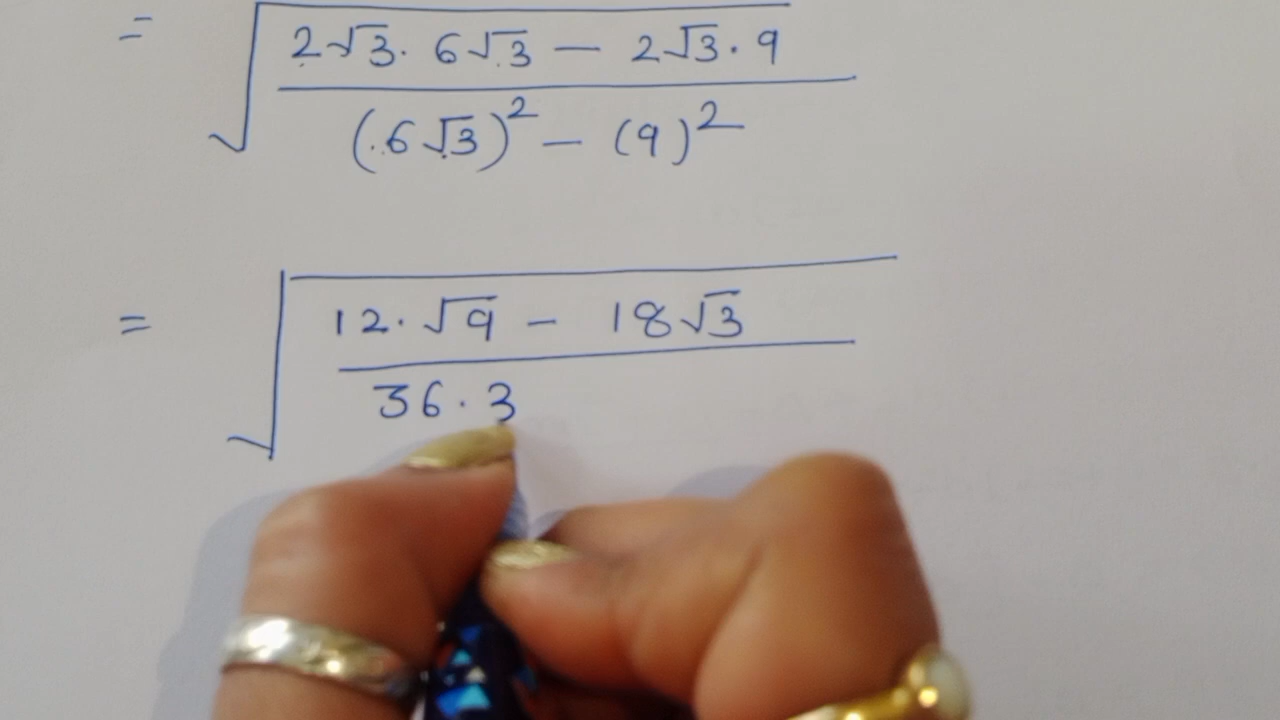 = √(2√3 . 6√3 — 2√3 . 9
(6√3)² — (9)²
= √(12 . √9 — 18√3
36 . 3